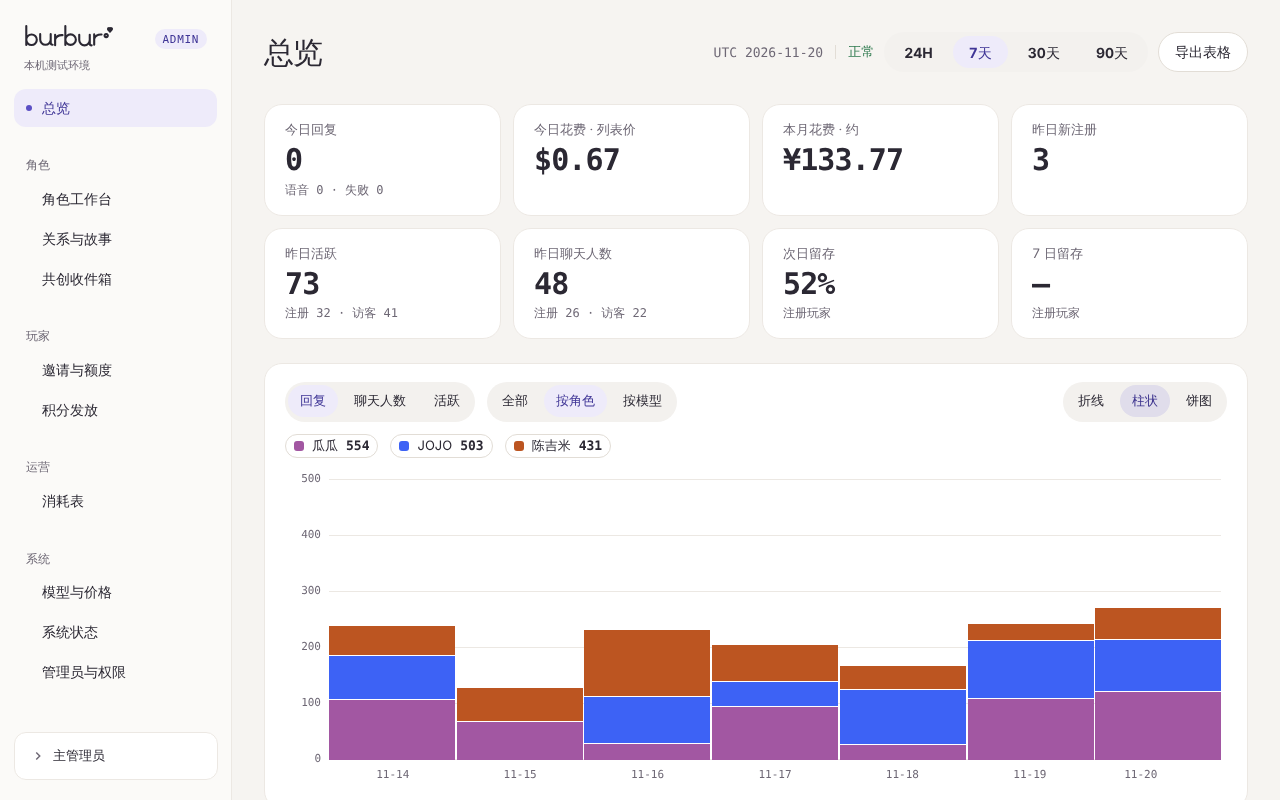 burbur
ADMIN
本机测试环境
总览
角色
角色工作台
关系与故事
共创收件箱
玩家
邀请与额度
积分发放
运营
消耗表
系统
模型与价格
系统状态
管理员与权限
主管理员
总览
UTC 2026-11-20
正常
24H 7天 30天 90天
导出表格
今日回复
0
语音 0 · 失败 0
今日花费 · 列表价
$0.67
本月花费 · 约
¥133.77
昨日新注册
3
昨日活跃
73
注册 32 · 访客 41
昨日聊天人数
48
注册 26 · 访客 22
次日留存
52%
注册玩家
7 日留存
—
注册玩家
回复 聊天人数 活跃
全部 按角色 按模型
折线 柱状 饼图
瓜瓜 554
JOJO 503
陈吉米 431
500
400
300
200
100
0
11-14 11-15 11-16 11-17 11-18 11-19 11-20